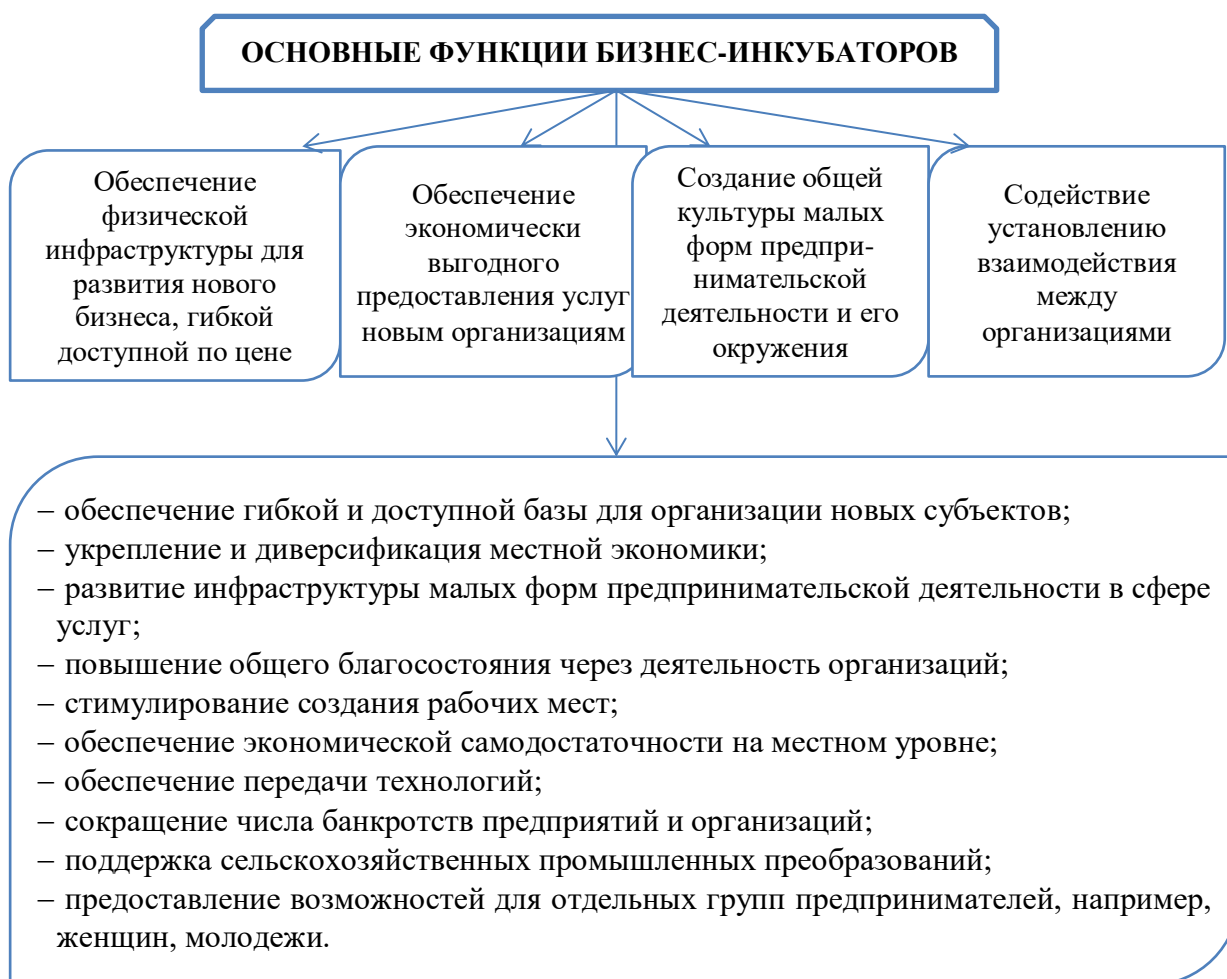 ОСНОВНЫЕ ФУНКЦИИ БИЗНЕС-ИНКУБАТОРОВ
Обеспечение
физической
инфраструктуры для
развития нового
бизнеса, гибкой
доступной по цене
Обеспечение
экономически
выгодного
предоставления услуг
новым организациям
Создание общей
культуры малых
форм предпри-
нимательской
деятельности и его
окружения
Содействие
установлению
взаимодействия
между
организациями
– обеспечение гибкой и доступной базы для организации новых субъектов;
– укрепление и диверсификация местной экономики;
– развитие инфраструктуры малых форм предпринимательской деятельности в сфере
услуг;
– повышение общего благосостояния через деятельность организаций;
– стимулирование создания рабочих мест;
– обеспечение экономической самодостаточности на местном уровне;
– обеспечение передачи технологий;
– сокращение числа банкротств предприятий и организаций;
– поддержка сельскохозяйственных промышленных преобразований;
– предоставление возможностей для отдельных групп предпринимателей, например,
женщин, молодежи.